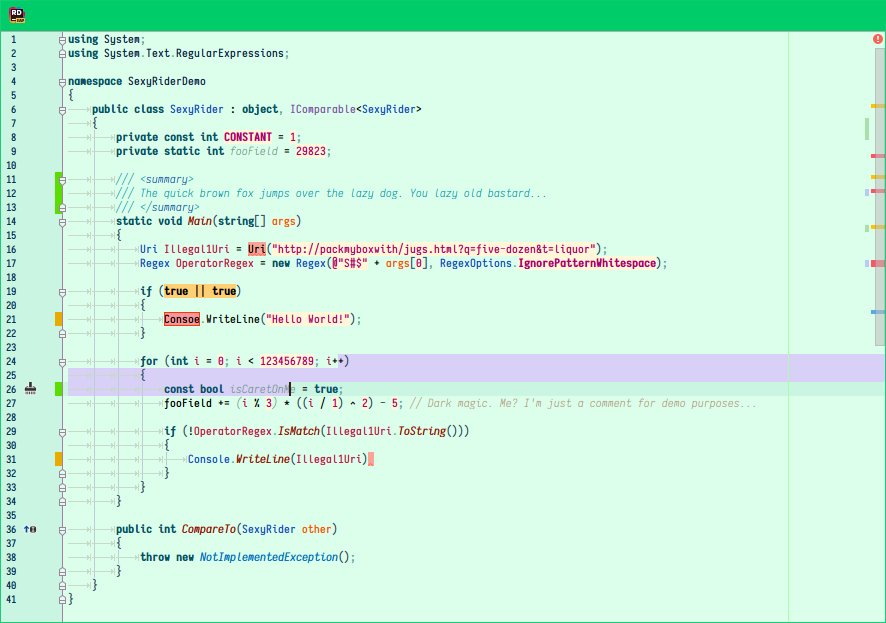 RD
EAP
1 using System;
2 using System.Text.RegularExpressions;
3
4 namespace SexyRiderDemo
5 {
6 public class SexyRider : object, IComparable<SexyRider>
7 {
8 private const int CONSTANT = 1;
9 private static int fooField = 29823;
10
11 /// <summary>
12 /// The quick brown fox jumps over the lazy dog. You lazy old bastard...
13 /// </summary>
14 static void Main(string[] args)
15 {
16 Uri Illegal1Uri = Uri("http://packmyboxwith/jugs.html?q=five-dozen&t=liquor");
17 Regex OperatorRegex = new Regex(@"S#$" + args[0], RegexOptions.IgnorePatternWhitespace);
18
19 if (true || true)
20 {
21 Consoe.WriteLine("Hello World!");
22 }
23
24 for (int i = 0; i < 123456789; i++)
25 {
26 const bool isCaretOnMe = true;
27 fooField += (i % 3) * ((i / 1) ^ 2) - 5; // Dark magic. Me? I'm just a comment for demo purposes...
28
29 if (!OperatorRegex.IsMatch(Illegal1Uri.ToString()))
30 {
31 Console.WriteLine(Illegal1Uri)
32 }
33 }
34 }
35
36 public int CompareTo(SexyRider other)
37 {
38 throw new NotImplementedException();
39 }
40 }
41 }